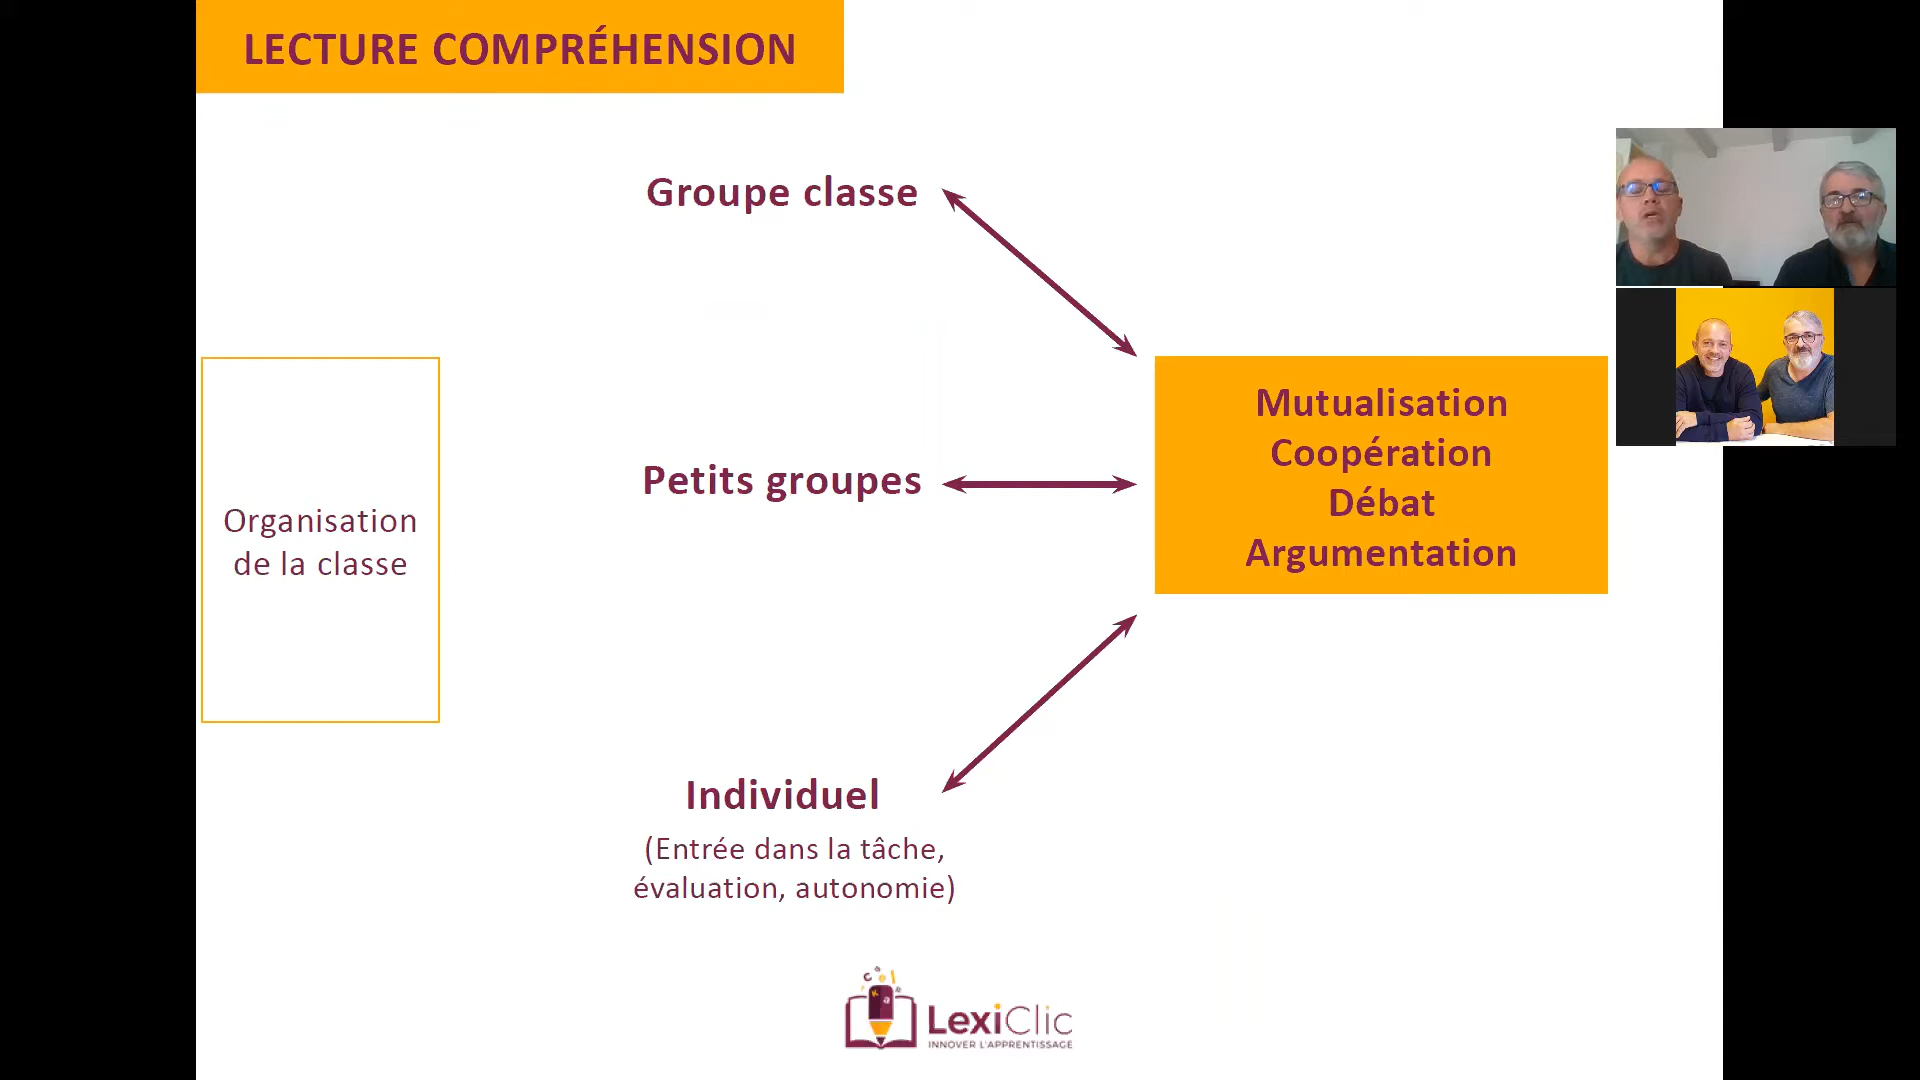 LECTURE COMPRÉHENSION
Groupe classe
Organisation
de la classe
Petits groupes
Mutualisation
Coopération
Débat
Argumentation
Individuel
(Entrée dans la tâche,
évaluation, autonomie)
LexiClic
INNOVER L'APPRENTISSAGE